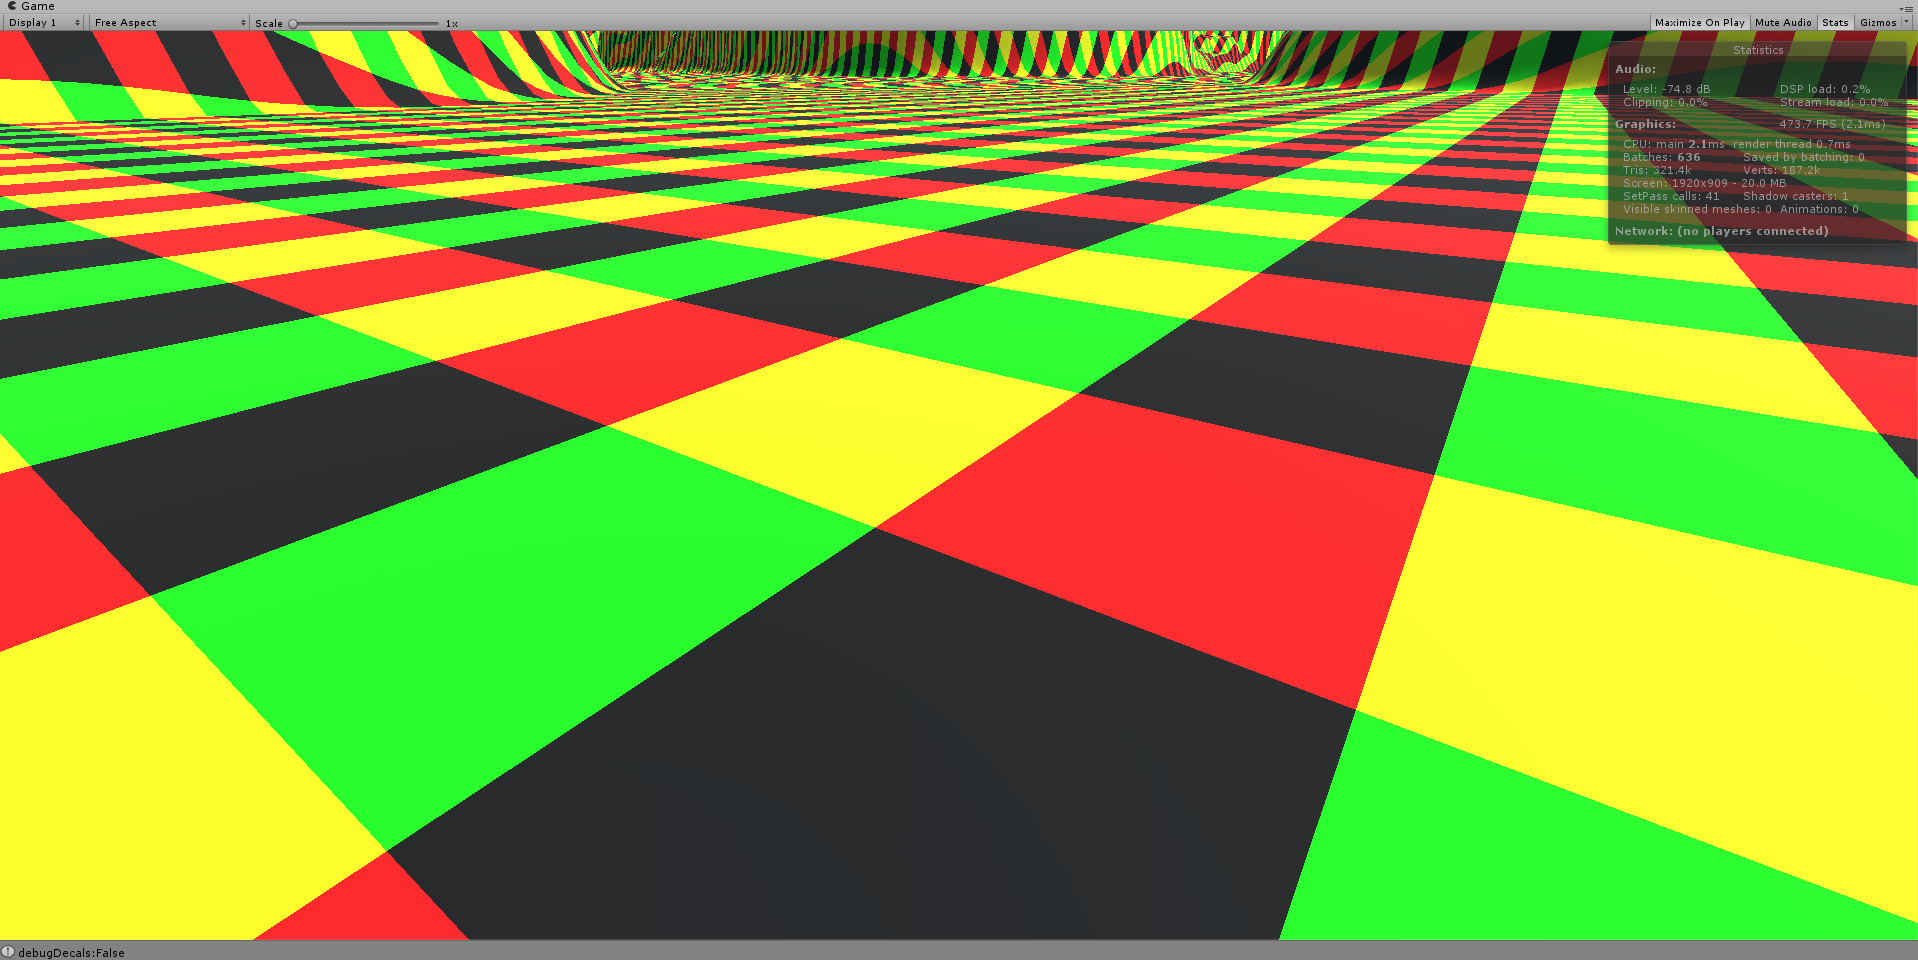 Game
Display 1 Free Aspect Scale 1x Maximize On Play Mute Audio Stats Gizmos
Statistics
Audio:
Level: -74.8 dB DSP load: 0.2%
Clipping: 0.0% Stream load: 0.0%
Graphics: 473.7 FPS (2.1ms)
CPU: main 2.1ms render thread 0.7ms
Batches: 636 Saved by batching: 0
Tris: 321.4k Verts: 187.2k
Screen: 1920x909 - 20.0 MB
SetPass calls: 41 Shadow casters: 1
Visible skinned meshes: 0 Animations: 0
Network: (no players connected)
debugDecals:False